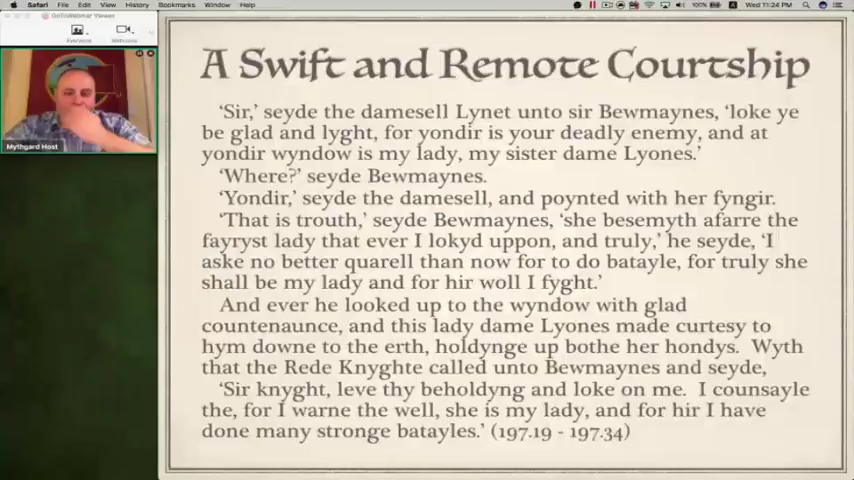 Safari File Edit View History Bookmarks Window Help
100% Wed 11:24 PM
GoToWebinar Viewer
Everyone Webcams
Mythgard Host
A Swift and Remote Courtship
‘Sir,’ seyde the damesell Lynet unto sir Bewmaynes, ‘loke ye
be glad and lyght, for yondir is your deadly enemy, and at
yondir wyndow is my lady, my sister dame Lyones.’
‘Where?’ seyde Bewmaynes.
‘Yondir,’ seyde the damesell, and poynted with her fyngir.
‘That is trouth,’ seyde Bewmaynes, ‘she besemyth afarre the
fayryst lady that ever I lokyd uppon, and truly,’ he seyde, ‘I
aske no better quarell than now for to do batayle, for truly she
shall be my lady and for hir woll I fyght.’
And ever he looked up to the wyndow with glad
countenaunce, and this lady dame Lyones made curtesy to
hym downe to the erth, holdynge up bothe her hondys. Wyth
that the Rede Knyghte called unto Bewmaynes and seyde,
‘Sir knyght, leve thy beholdyng and loke on me. I counsayle
the, for I warne the well, she is my lady, and for hir I have
done many stronge batayles.’ (197.19 - 197.34)